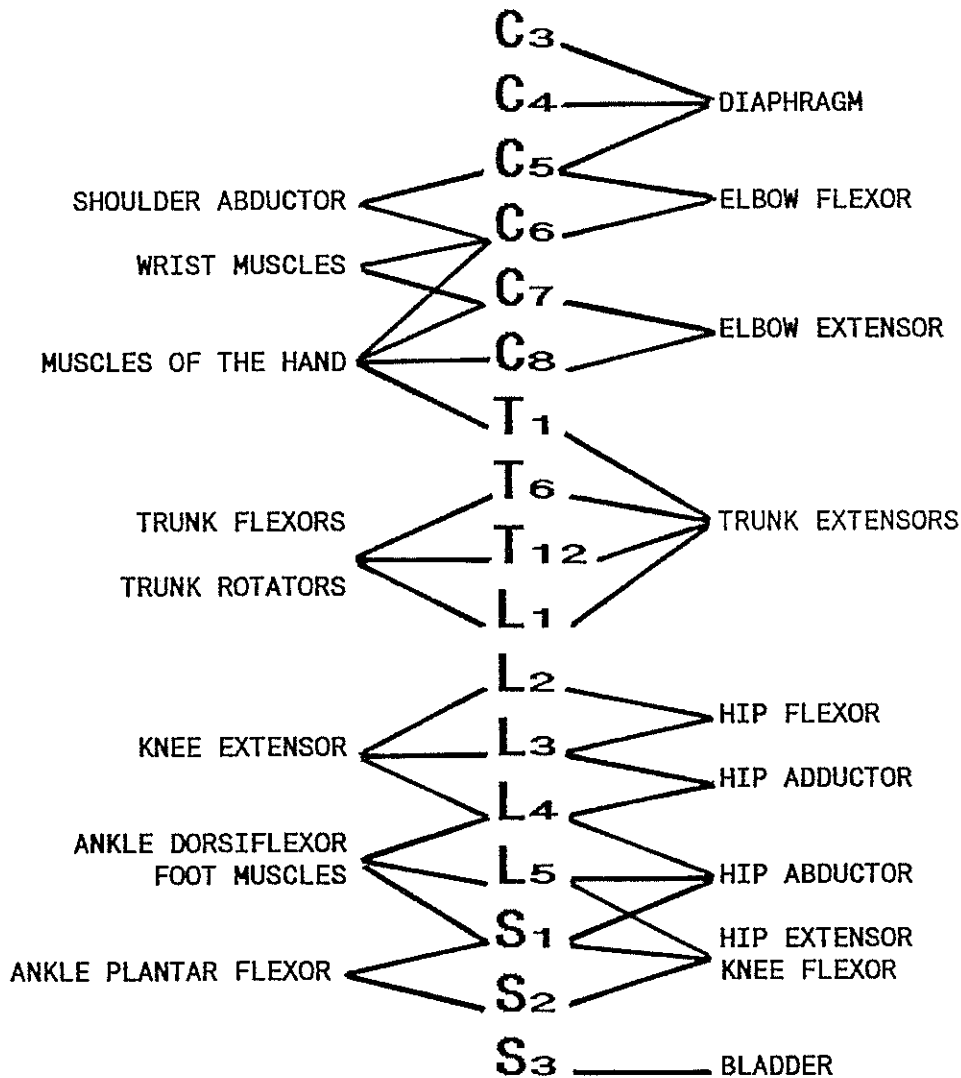 C3
C4
DIAPHRAGM
C5
SHOULDER ABDUCTOR
ELBOW FLEXOR
C6
WRIST MUSCLES
C7
ELBOW EXTENSOR
MUSCLES OF THE HAND
C8
T1
T6
TRUNK FLEXORS
TRUNK EXTENSORS
T12
TRUNK ROTATORS
L1
L2
HIP FLEXOR
KNEE EXTENSOR
L3
HIP ADDUCTOR
L4
ANKLE DORSIFLEXOR
FOOT MUSCLES
L5
HIP ABDUCTOR
S1
HIP EXTENSOR
KNEE FLEXOR
ANKLE PLANTAR FLEXOR
S2
S3
BLADDER